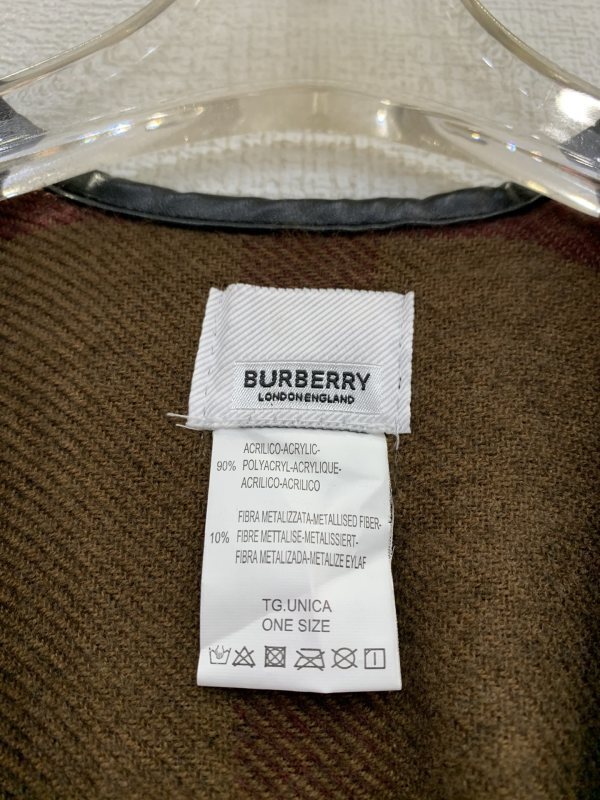 BURBERRY
LONDON ENGLAND
ACRILICO-ACRYLIC-
90% POLYACRYL-ACRYLIQUE-
ACRILICO-ACRILICO
FIBRA METALIZZATA-METALLISED FIBER-
10% FIBRE METTALISE-METALISSIERT-
FIBRA METALIZADA-METALIZE EYLAF
TG.UNICA
ONE SIZE